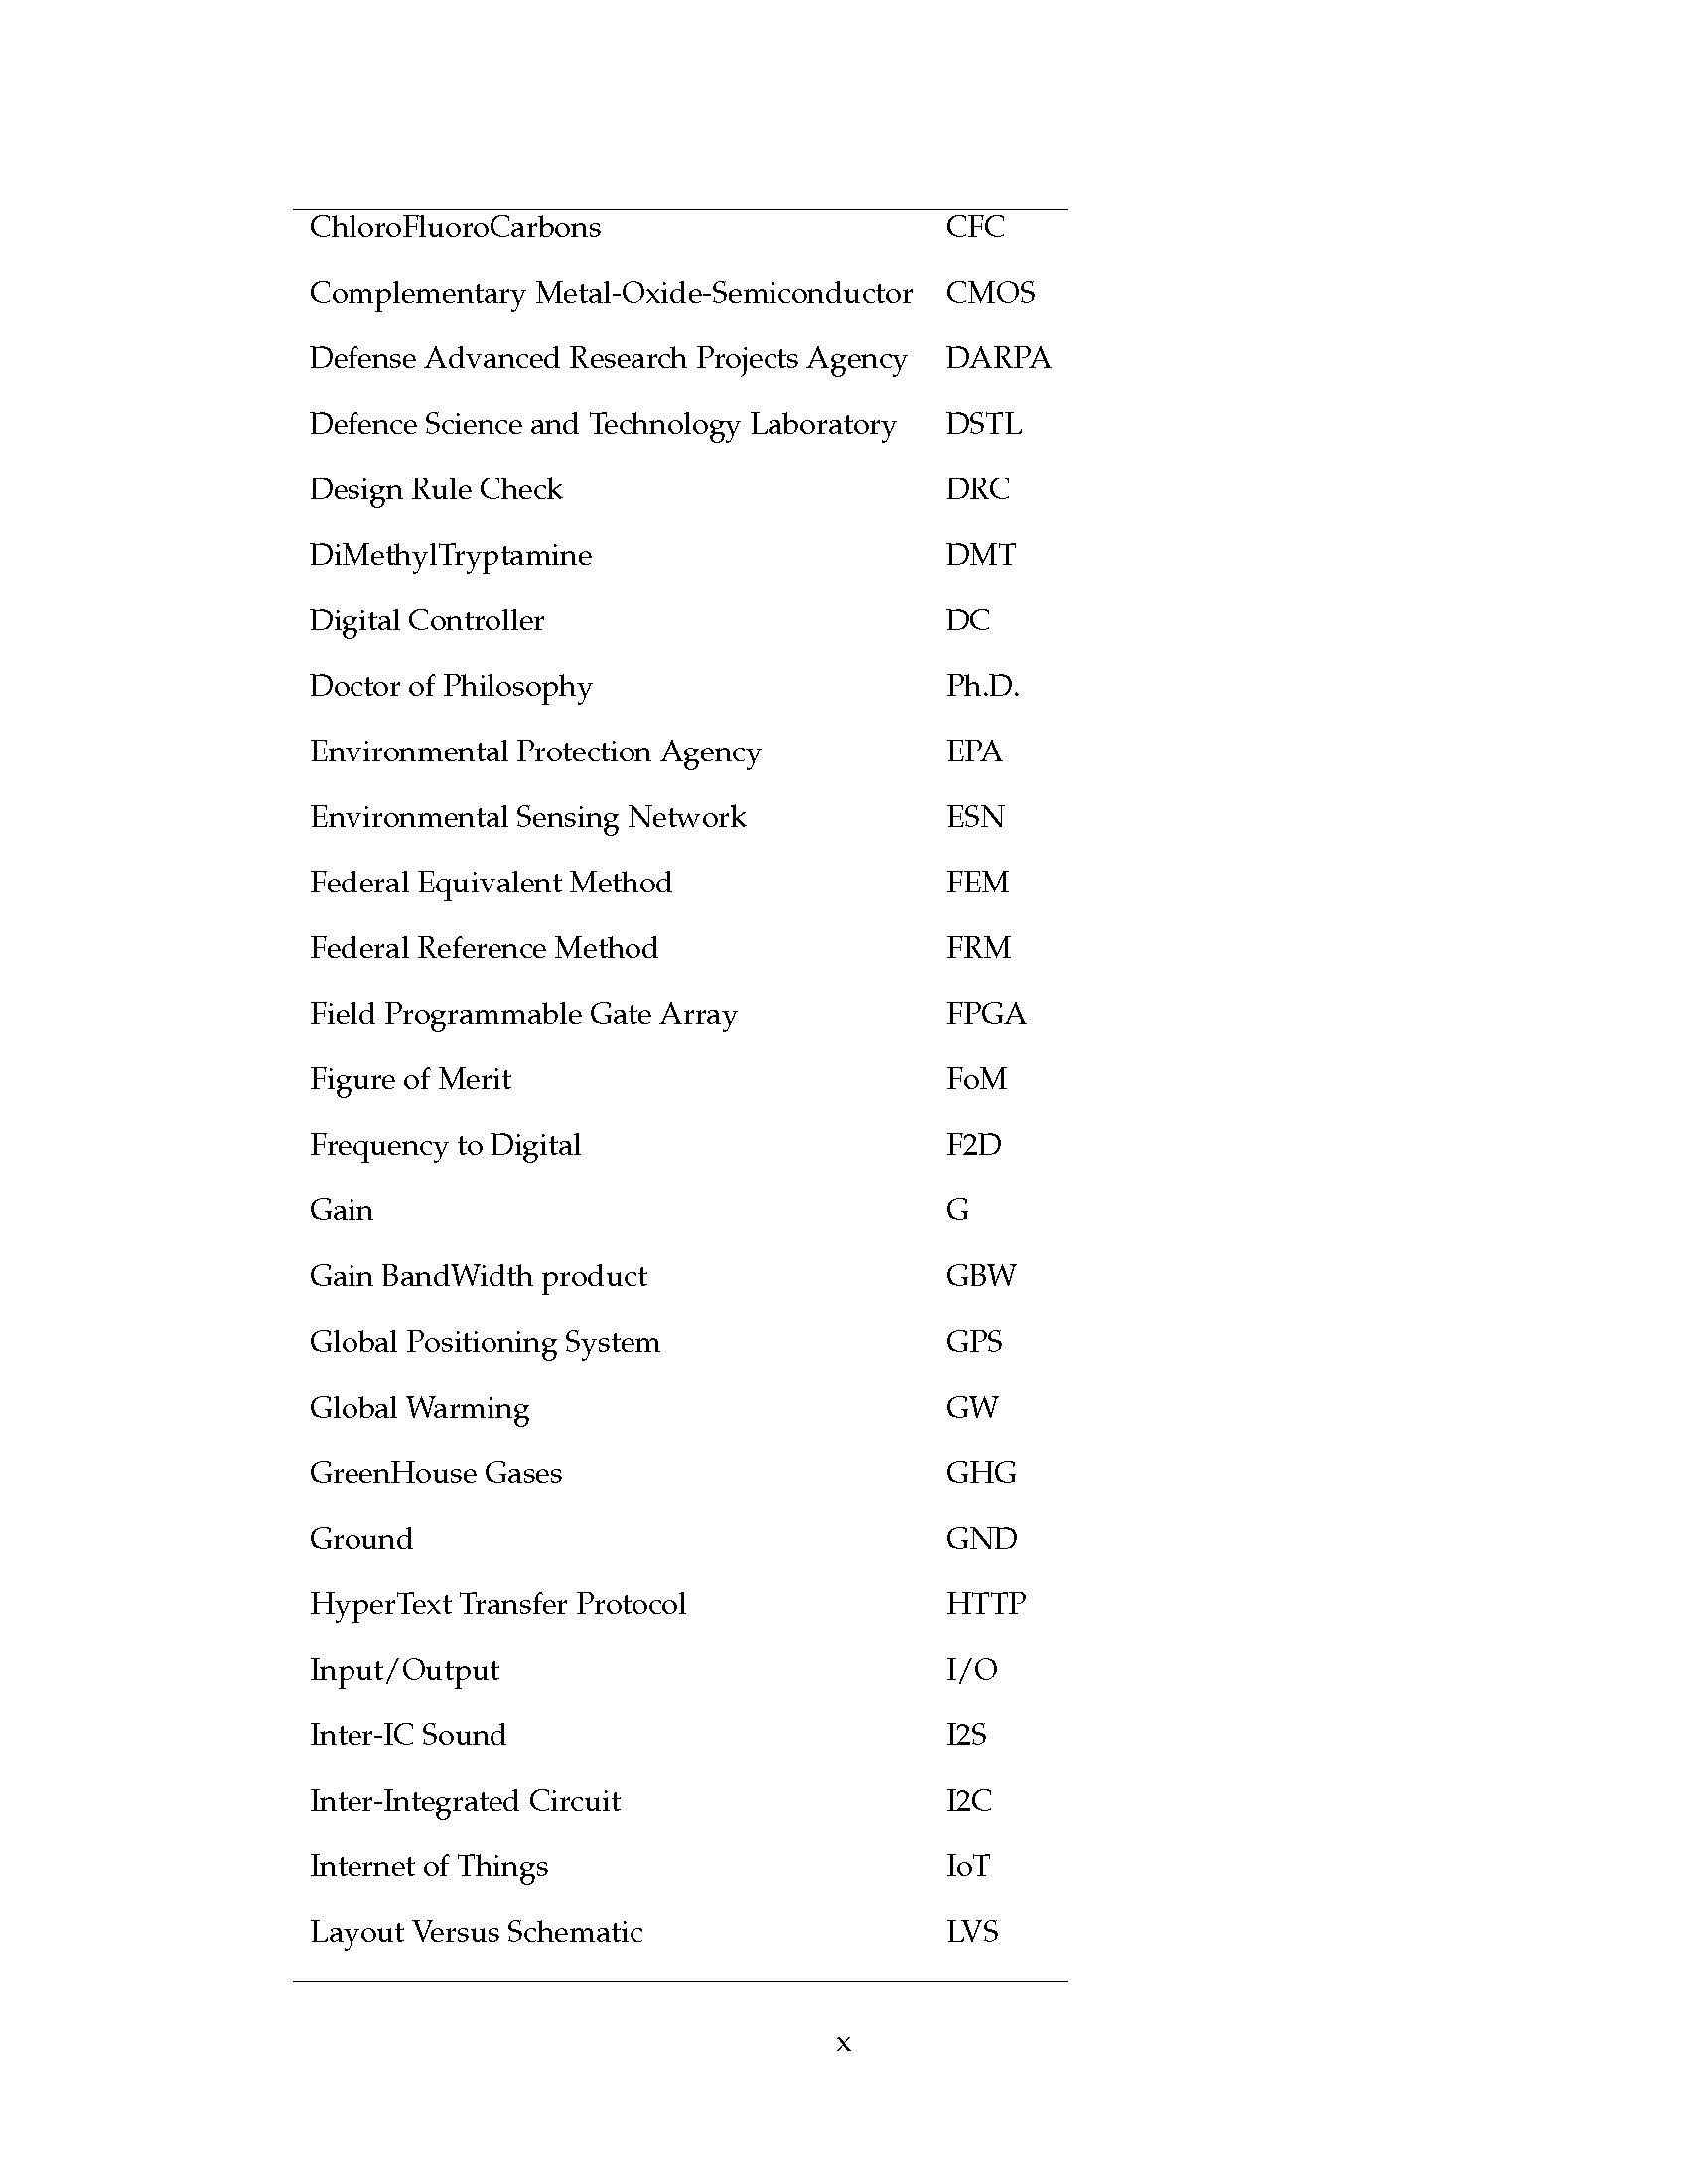 ChloroFluoroCarbons CFC
Complementary Metal-Oxide-Semiconductor CMOS
Defense Advanced Research Projects Agency DARPA
Defence Science and Technology Laboratory DSTL
Design Rule Check DRC
DiMethylTryptamine DMT
Digital Controller DC
Doctor of Philosophy Ph.D.
Environmental Protection Agency EPA
Environmental Sensing Network ESN
Federal Equivalent Method FEM
Federal Reference Method FRM
Field Programmable Gate Array FPGA
Figure of Merit FoM
Frequency to Digital F2D
Gain G
Gain BandWidth product GBW
Global Positioning System GPS
Global Warming GW
GreenHouse Gases GHG
Ground GND
HyperText Transfer Protocol HTTP
Input/Output I/O
Inter-IC Sound I2S
Inter-Integrated Circuit I2C
Internet of Things IoT
Layout Versus Schematic LVS
x